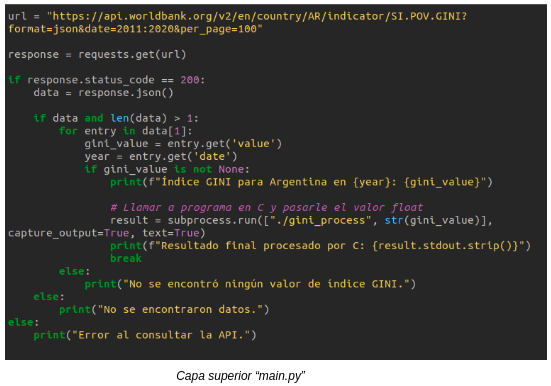 url = "https://api.worldbank.org/v2/en/country/AR/indicator/SI.POV.GINI?
format=json&date=2011:2020&per_page=100"
response = requests.get(url)
if response.status_code == 200:
    data = response.json()
    if data and len(data) > 1:
        for entry in data[1]:
            gini_value = entry.get('value')
            year = entry.get('date')
            if gini_value is not None:
                print(f"Índice GINI para Argentina en {year}: {gini_value}")
                # Llamar a programa en C y pasarle el valor float
                result = subprocess.run(["./gini_process", str(gini_value)],
capture_output=True, text=True)
                print(f"Resultado final procesado por C: {result.stdout.strip()}")
                break
        else:
            print("No se encontró ningún valor de índice GINI.")
    else:
        print("No se encontraron datos.")
else:
    print("Error al consultar la API.")
Capa superior “main.py”